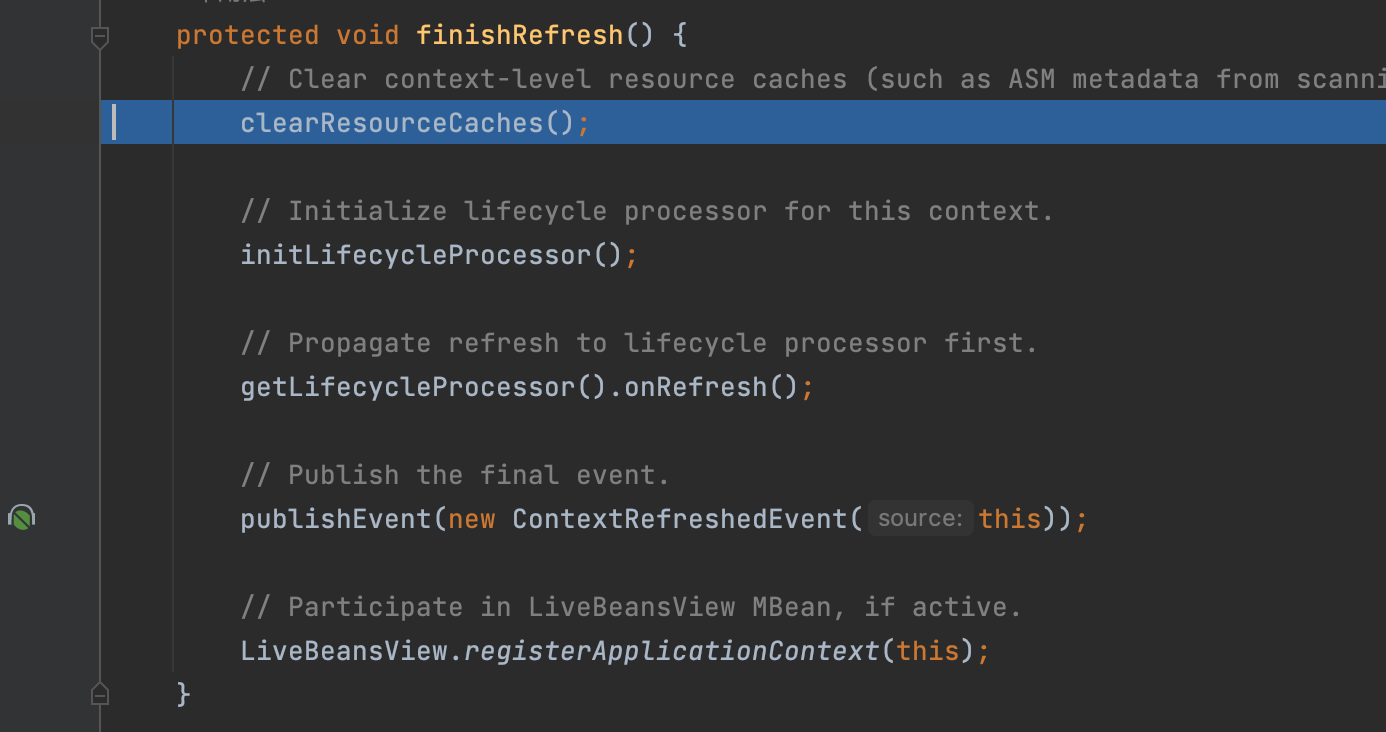 protected void finishRefresh() {
// Clear context-level resource caches (such as ASM metadata from scanni
clearResourceCaches();
// Initialize lifecycle processor for this context.
initLifecycleProcessor();
// Propagate refresh to lifecycle processor first.
getLifecycleProcessor().onRefresh();
// Publish the final event.
publishEvent(new ContextRefreshedEvent( source: this));
// Participate in LiveBeansView MBean, if active.
LiveBeansView.registerApplicationContext(this);
}